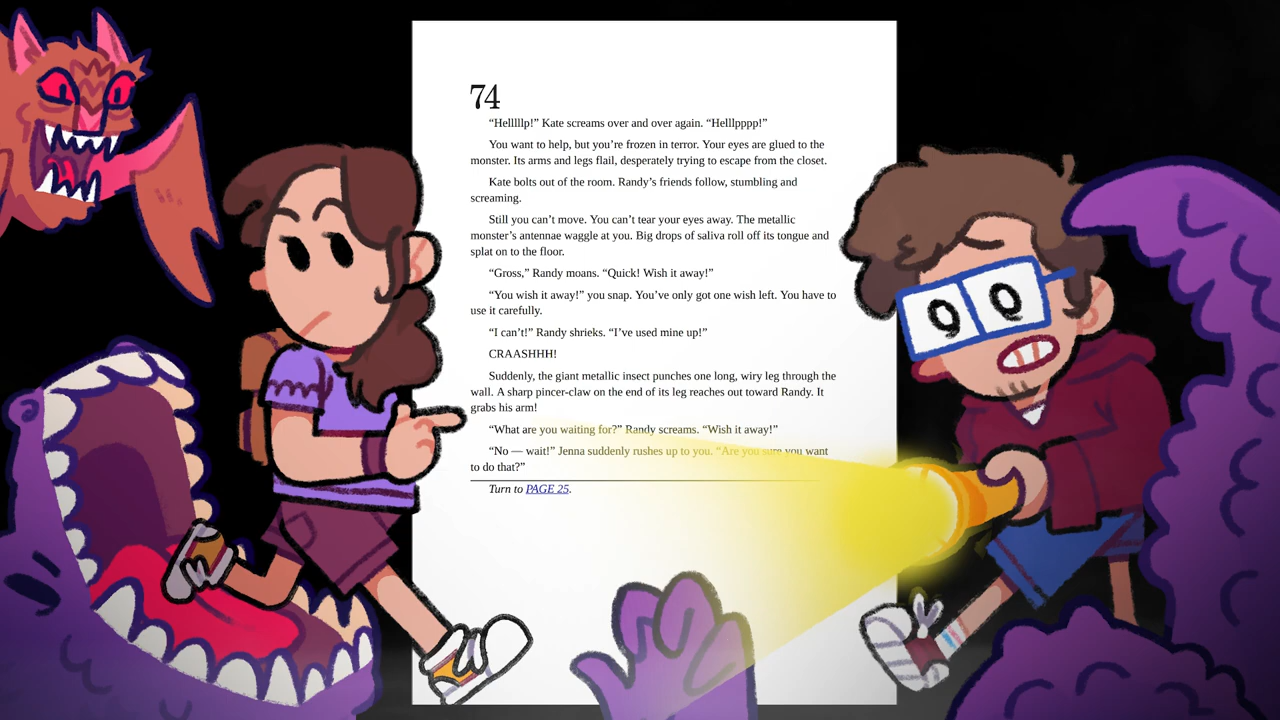 74
“Helllllp!” Kate screams over and over again. “Helllpppp!”
You want to help, but you’re frozen in terror. Your eyes are glued to the
monster. Its arms and legs flail, desperately trying to escape from the closet.
Kate bolts out of the room. Randy’s friends follow, stumbling and
screaming.
Still you can’t move. You can’t tear your eyes away. The metallic
monster’s antennae waggle at you. Big drops of saliva roll off its tongue and
splat on to the floor.
“Gross,” Randy moans. “Quick! Wish it away!”
“You wish it away!” you snap. You’ve only got one wish left. You have to
use it carefully.
“I can’t!” Randy shrieks. “I’ve used mine up!”
CRAASHHH!
Suddenly, the giant metallic insect punches one long, wiry leg through the
wall. A sharp pincer-claw on the end of its leg reaches out toward Randy. It
grabs his arm!
“What are you waiting for?” Randy screams. “Wish it away!”
“No — wait!” Jenna suddenly rushes up to you. “Are you sure you want
to do that?”
Turn to PAGE 25.